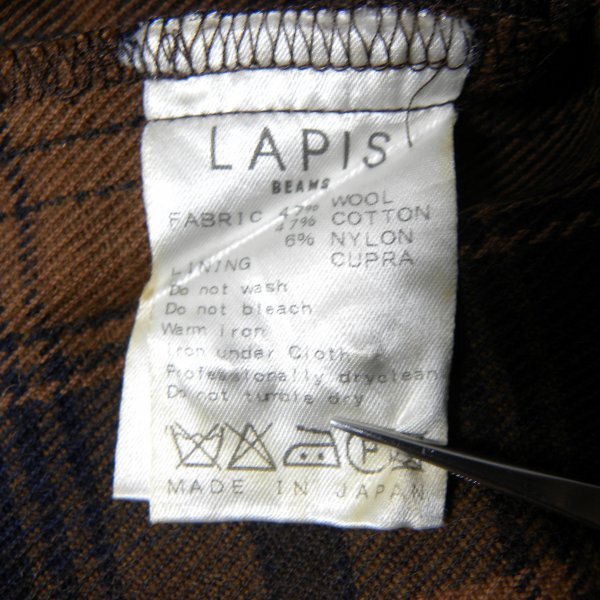 LAPIS
BEAMS
FABRIC 47% WOOL
47% COTTON
6% NYLON
LINING CUPRA
Do not wash
Do not bleach
Warm iron
Iron under Cloth
Professionally dryclean
Do not tumble dry
MADE IN JAPAN